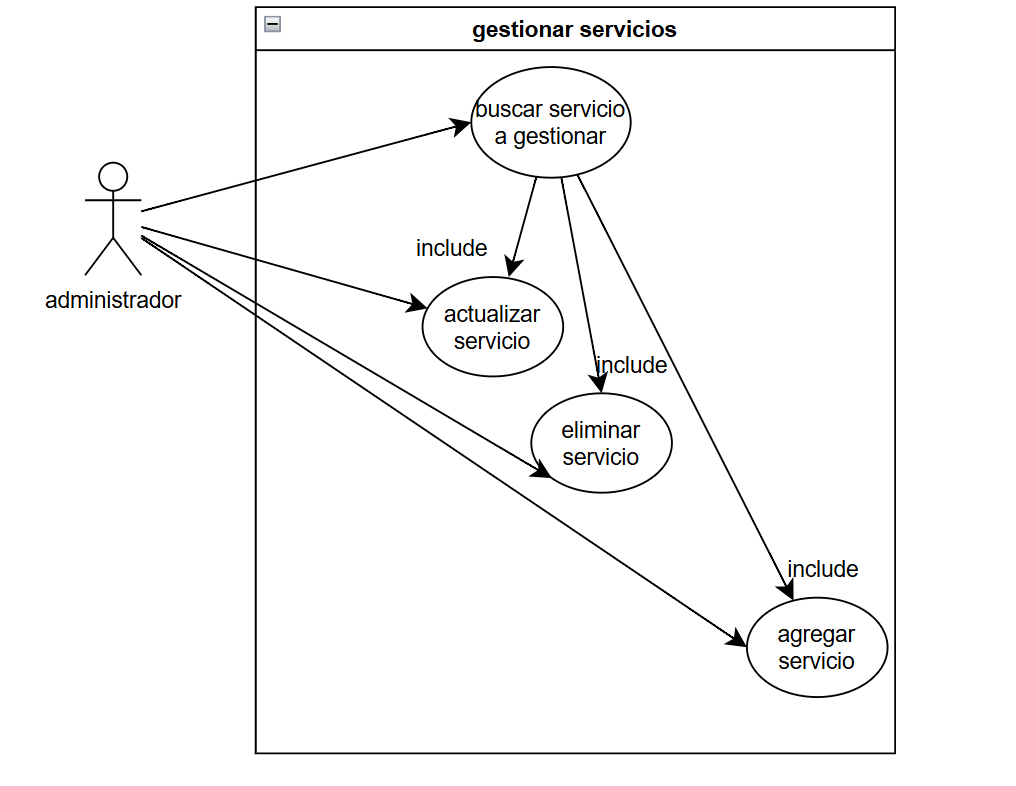 gestionar servicios
buscar servicio
a gestionar
include
administrador
actualizar
servicio
include
eliminar
servicio
include
agregar
servicio